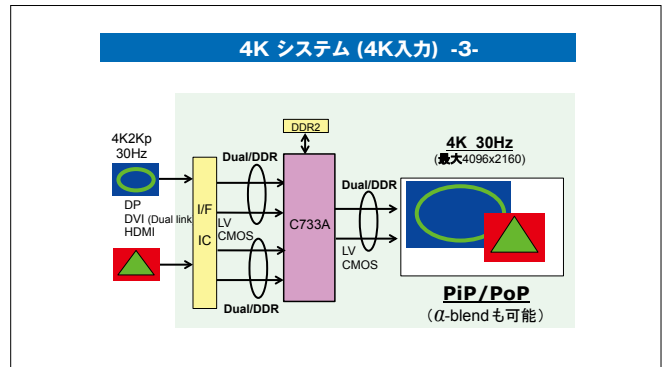 4K システム (4K入力) -3-
DDR2
4K2Kp
30Hz
DP
DVI (Dual link
HDMI
I/F
IC
Dual/DDR
LV
CMOS
Dual/DDR
C733A
Dual/DDR
LV
CMOS
4K 30Hz
(最大4096x2160)
PiP/PoP
(α-blendも可能)